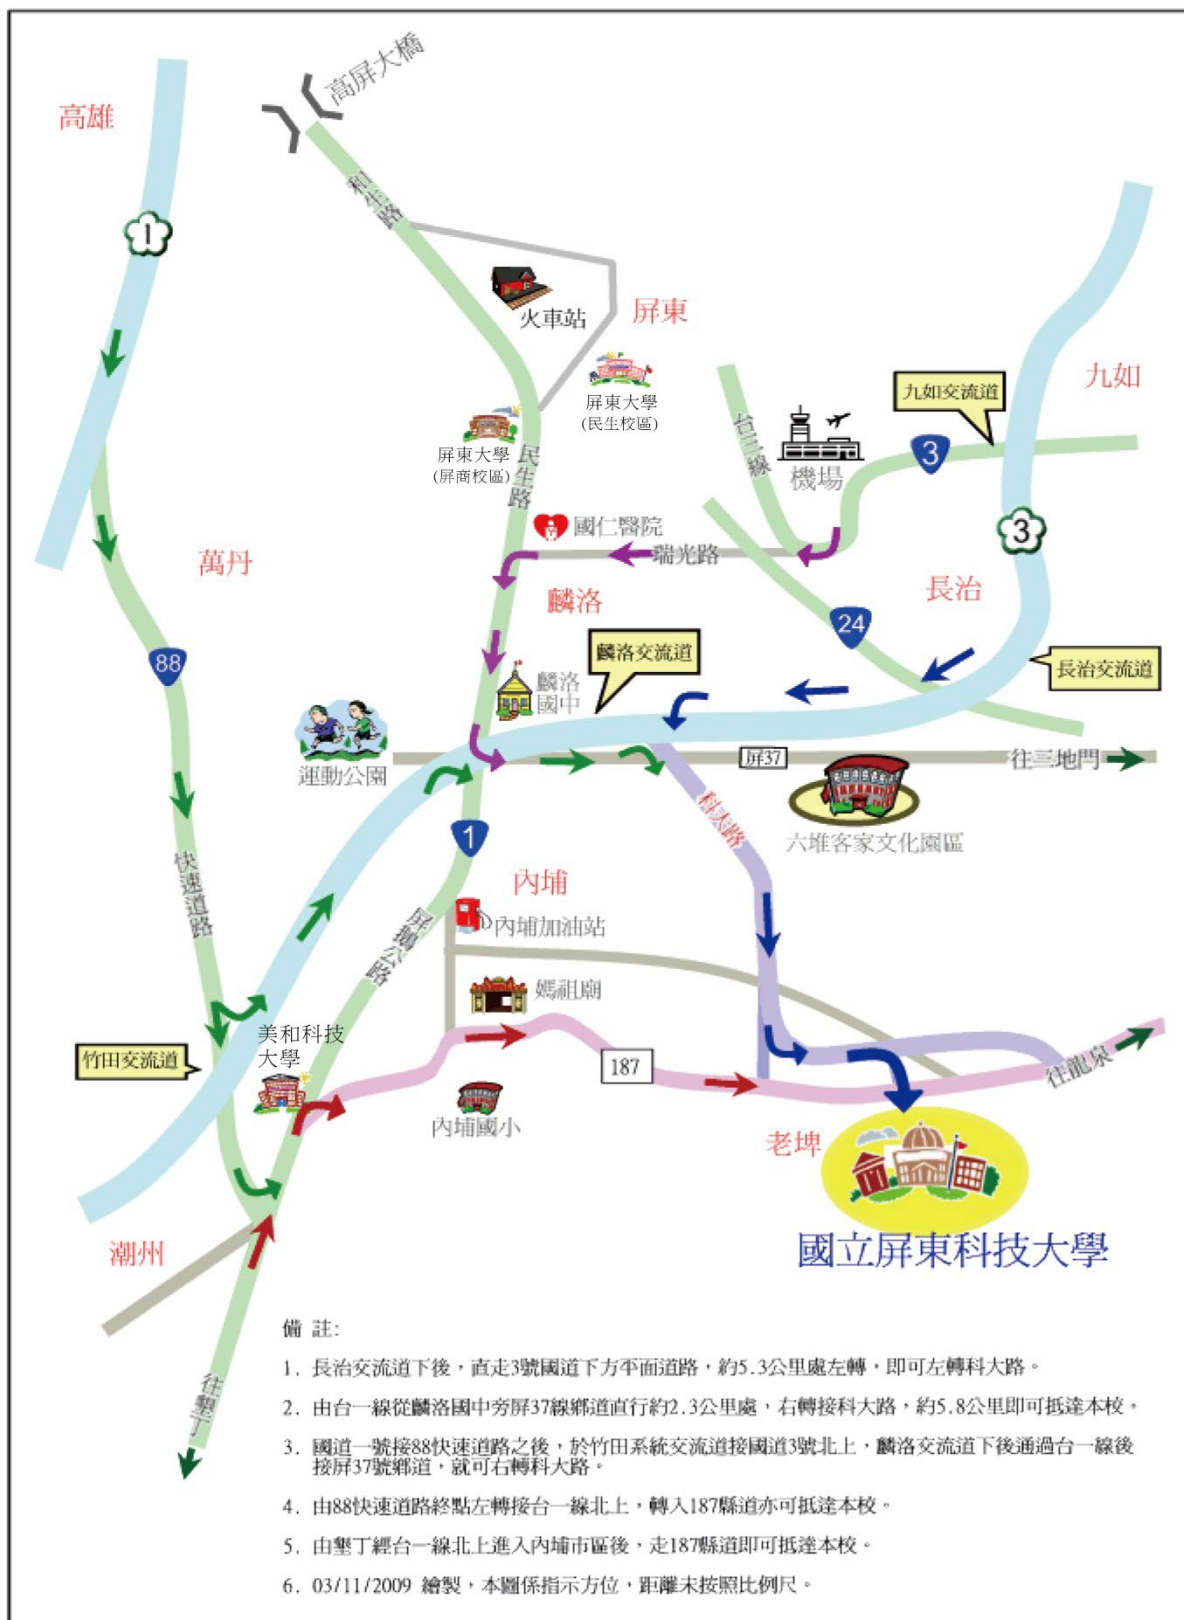 高屏大橋
高雄
1
和生路
火車站
屏東
屏東大學
(民生校區)
屏東大學
(屏商校區)
民生路
九如
九如交流道
台三線
機場
3
3
國仁醫院
瑞光路
萬丹
麟洛
長治
24
88
麟洛交流道
長治交流道
麟洛
國中
運動公園
屏37
往三地門
科大路
六堆客家文化園區
1
快速道路
內埔
內埔加油站
屏鵝公路
媽祖廟
美和科技
大學
竹田交流道
187
往龍泉
內埔國小
老埤
國立屏東科技大學
潮州
往墾丁
備 註:
1. 長治交流道下後，直走3號國道下方平面道路，約5.3公里處左轉，即可左轉科大路。
2. 由台一線從麟洛國中旁屏37線鄉道直行約2.3公里處，右轉接科大路，約5.8公里即可抵達本校。
3. 國道一號接88快速道路之後，於竹田系統交流道接國道3號北上，麟洛交流道下後通過台一線後
接屏37號鄉道，就可右轉科大路。
4. 由88快速道路終點左轉接台一線北上，轉入187縣道亦可抵達本校。
5. 由墾丁經台一線北上進入內埔市區後，走187縣道即可抵達本校。
6. 03/11/2009 繪製，本圖係指示方位，距離未按照比例尺。